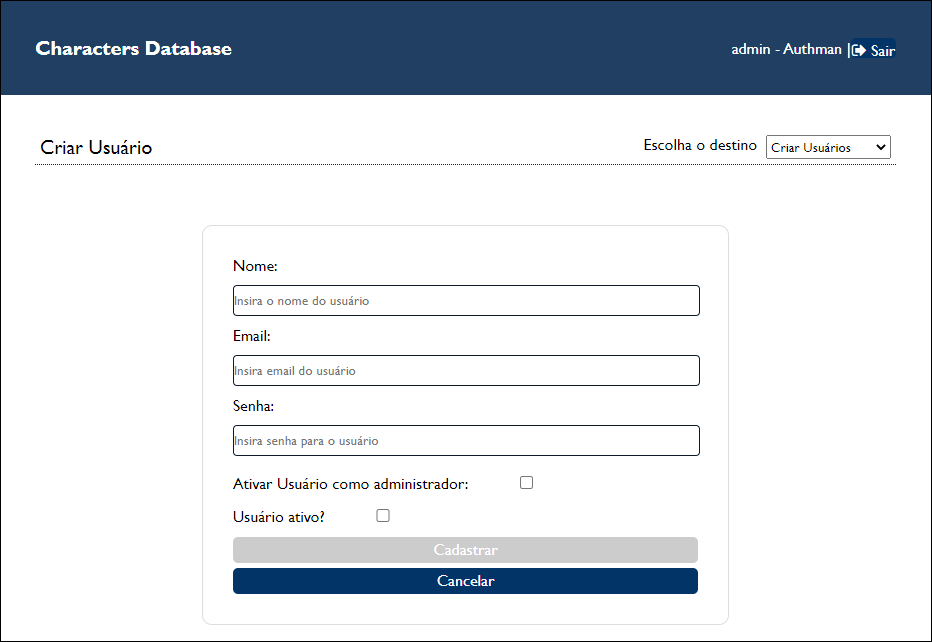 Characters Database
admin - Authman | Sair
Criar Usuário
Escolha o destino Criar Usuários
Nome:
Insira o nome do usuário
Email:
Insira email do usuário
Senha:
Insira senha para o usuário
Ativar Usuário como administrador:
Usuário ativo?
Cadastrar
Cancelar